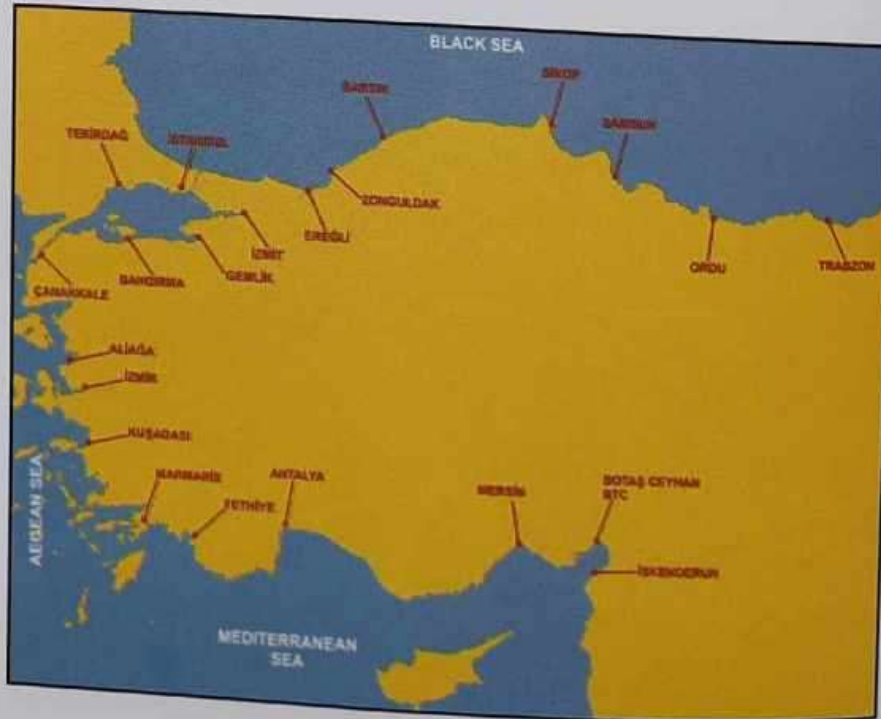 BLACK SEA
SİNOP
BARTIN
SAMSUN
TEKİRDAĞ
İSTANBUL
ZONGULDAK
EREĞLİ
İZMİT
GEMLİK
BANDIRMA
ÇANAKKALE
ORDU
TRABZON
ALİAĞA
İZMİR
KUŞADASI
AEGEAN SEA
MARMARİS
FETHİYE
ANTALYA
MERSİN
BOTAŞ CEYHAN
BTC
İSKENDERUN
MEDITERRANEAN
SEA